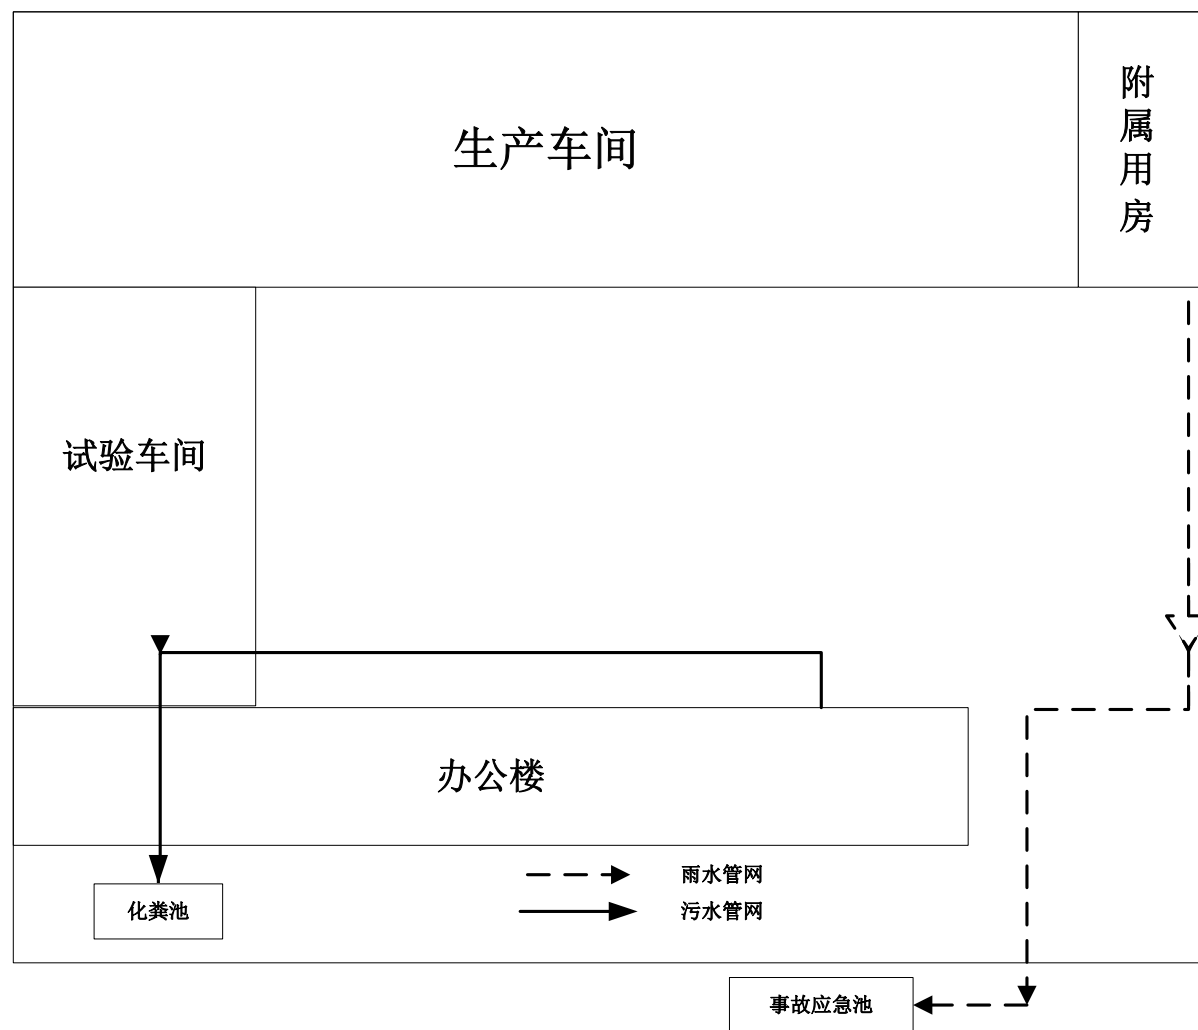 生产车间
附属用房
试验车间
办公楼
雨水管网
污水管网
化粪池
事故应急池